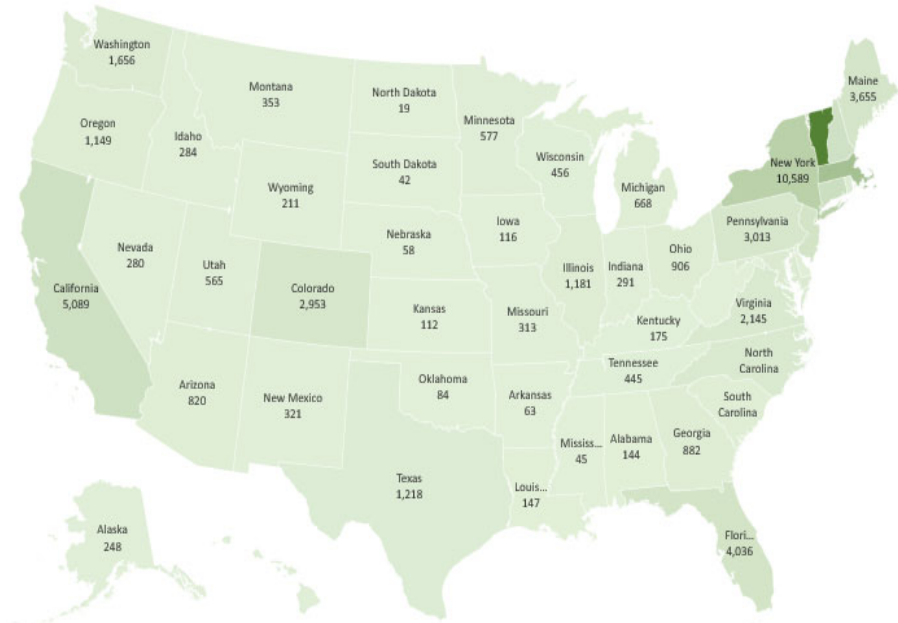 Washington
1,656
Montana
353
North Dakota
19
Minnesota
577
Maine
3,655
Oregon
1,149
Idaho
284
South Dakota
42
Wisconsin
456
Michigan
668
New York
10,589
Wyoming
211
Nebraska
58
Iowa
116
Pennsylvania
3,013
Nevada
280
Utah
565
Colorado
2,953
Illinois
1,181
Indiana
291
Ohio
906
California
5,089
Kansas
112
Missouri
313
Kentucky
175
Virginia
2,145
Arizona
820
New Mexico
321
Oklahoma
84
Arkansas
63
Tennessee
445
North
Carolina
South
Carolina
Mississ...
45
Alabama
144
Georgia
882
Texas
1,218
Louis...
147
Alaska
248
Flori...
4,036